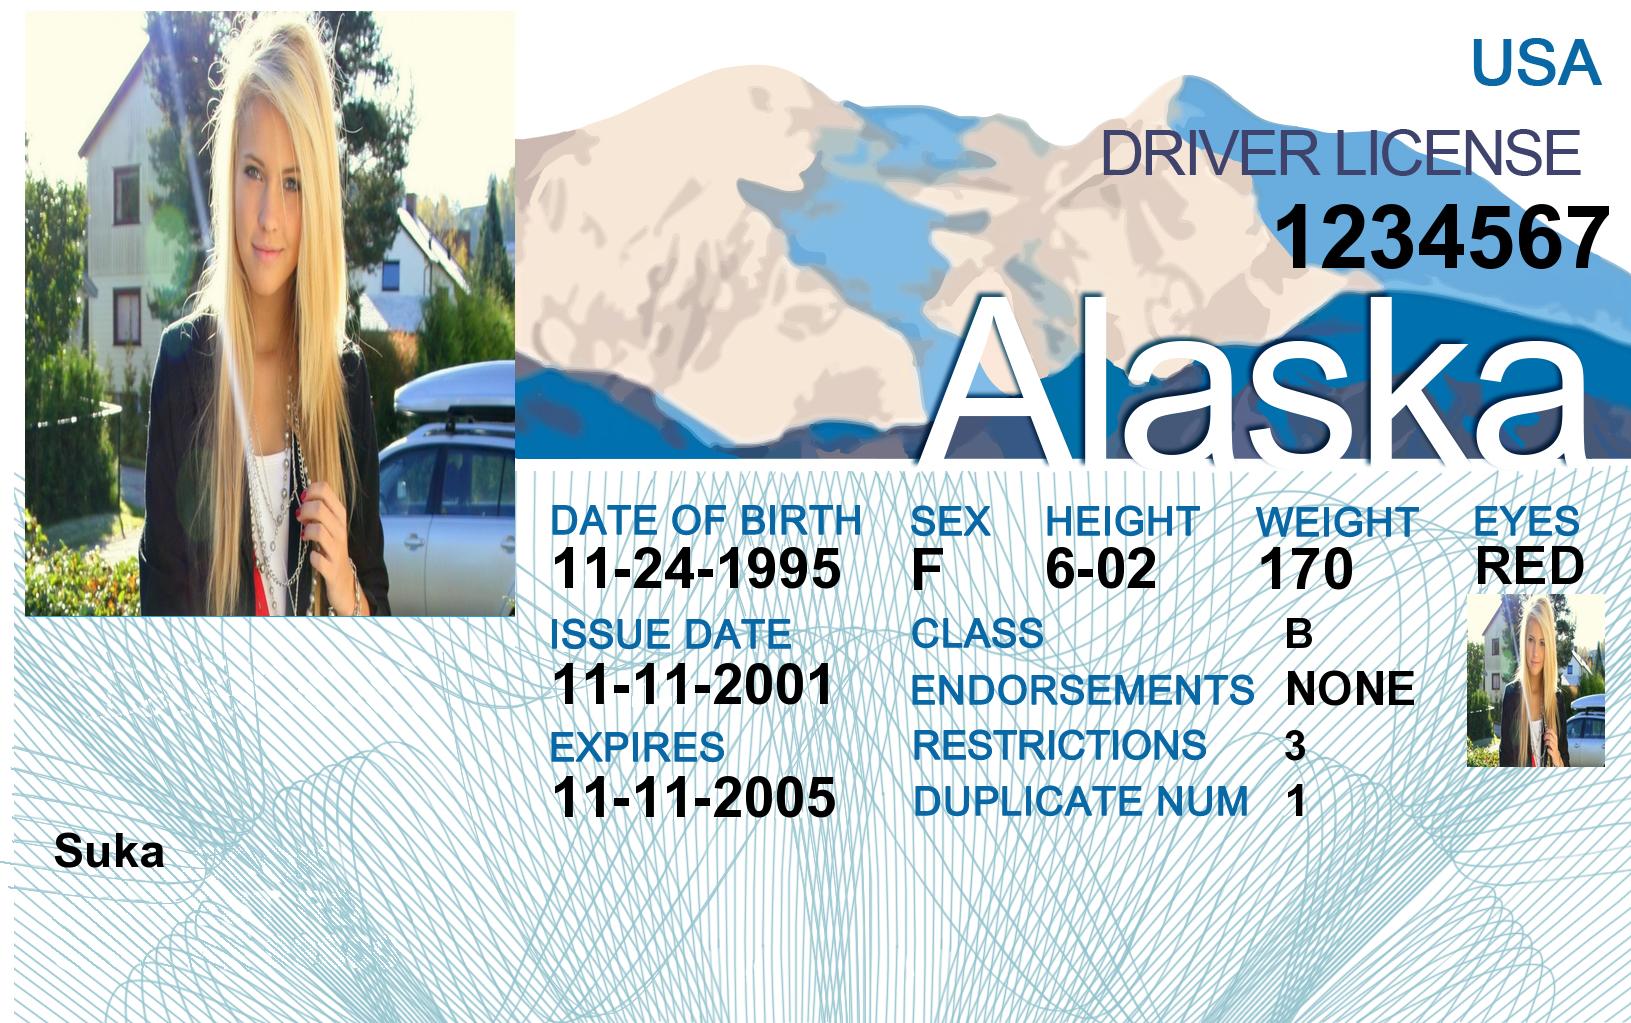 USA
DRIVER LICENSE
1234567
Alaska
DATE OF BIRTH SEX HEIGHT WEIGHT EYES
11-24-1995 F 6-02 170 RED
ISSUE DATE CLASS B
11-11-2001 ENDORSEMENTS NONE
EXPIRES RESTRICTIONS 3
11-11-2005 DUPLICATE NUM 1
Suka